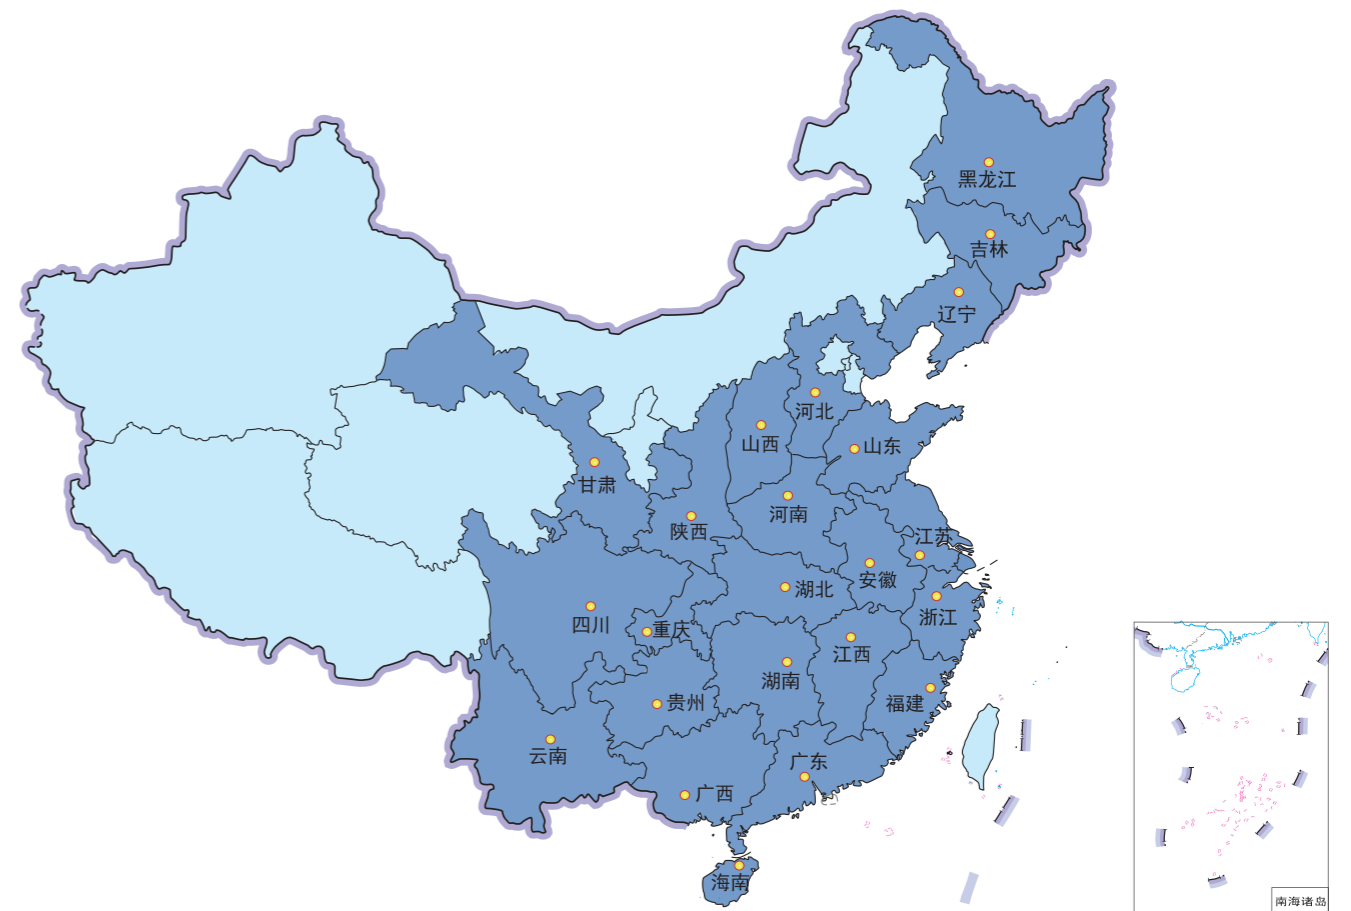 黑龙江
吉林
辽宁
河北
山西
山东
甘肃
河南
陕西
江苏
安徽
湖北
浙江
四川
重庆
江西
湖南
贵州
福建
云南
广东
广西
海南
南海诸岛